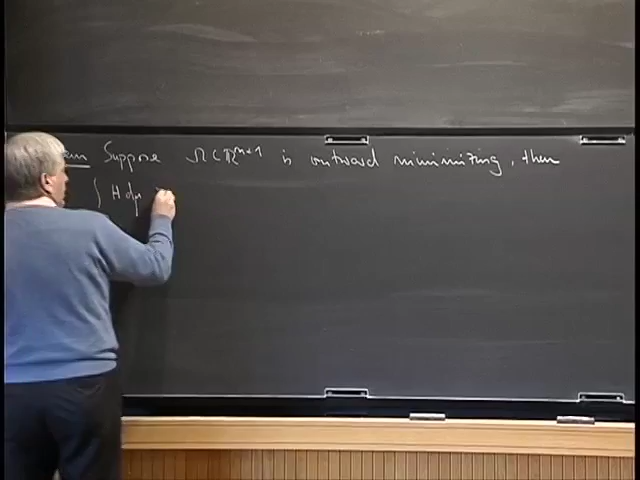 Suppose Ω ⊂ ℝⁿ⁺¹ is outward minimizing, then
∫ H dμ